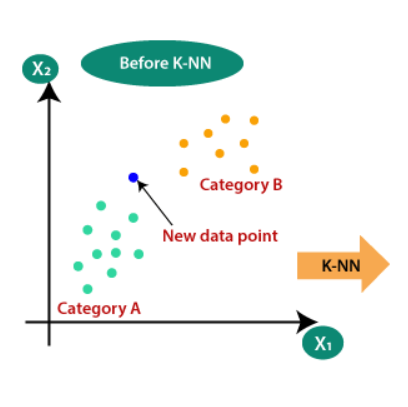 Before K-NN
X₂
Category B
New data point
K-NN
Category A
X₁